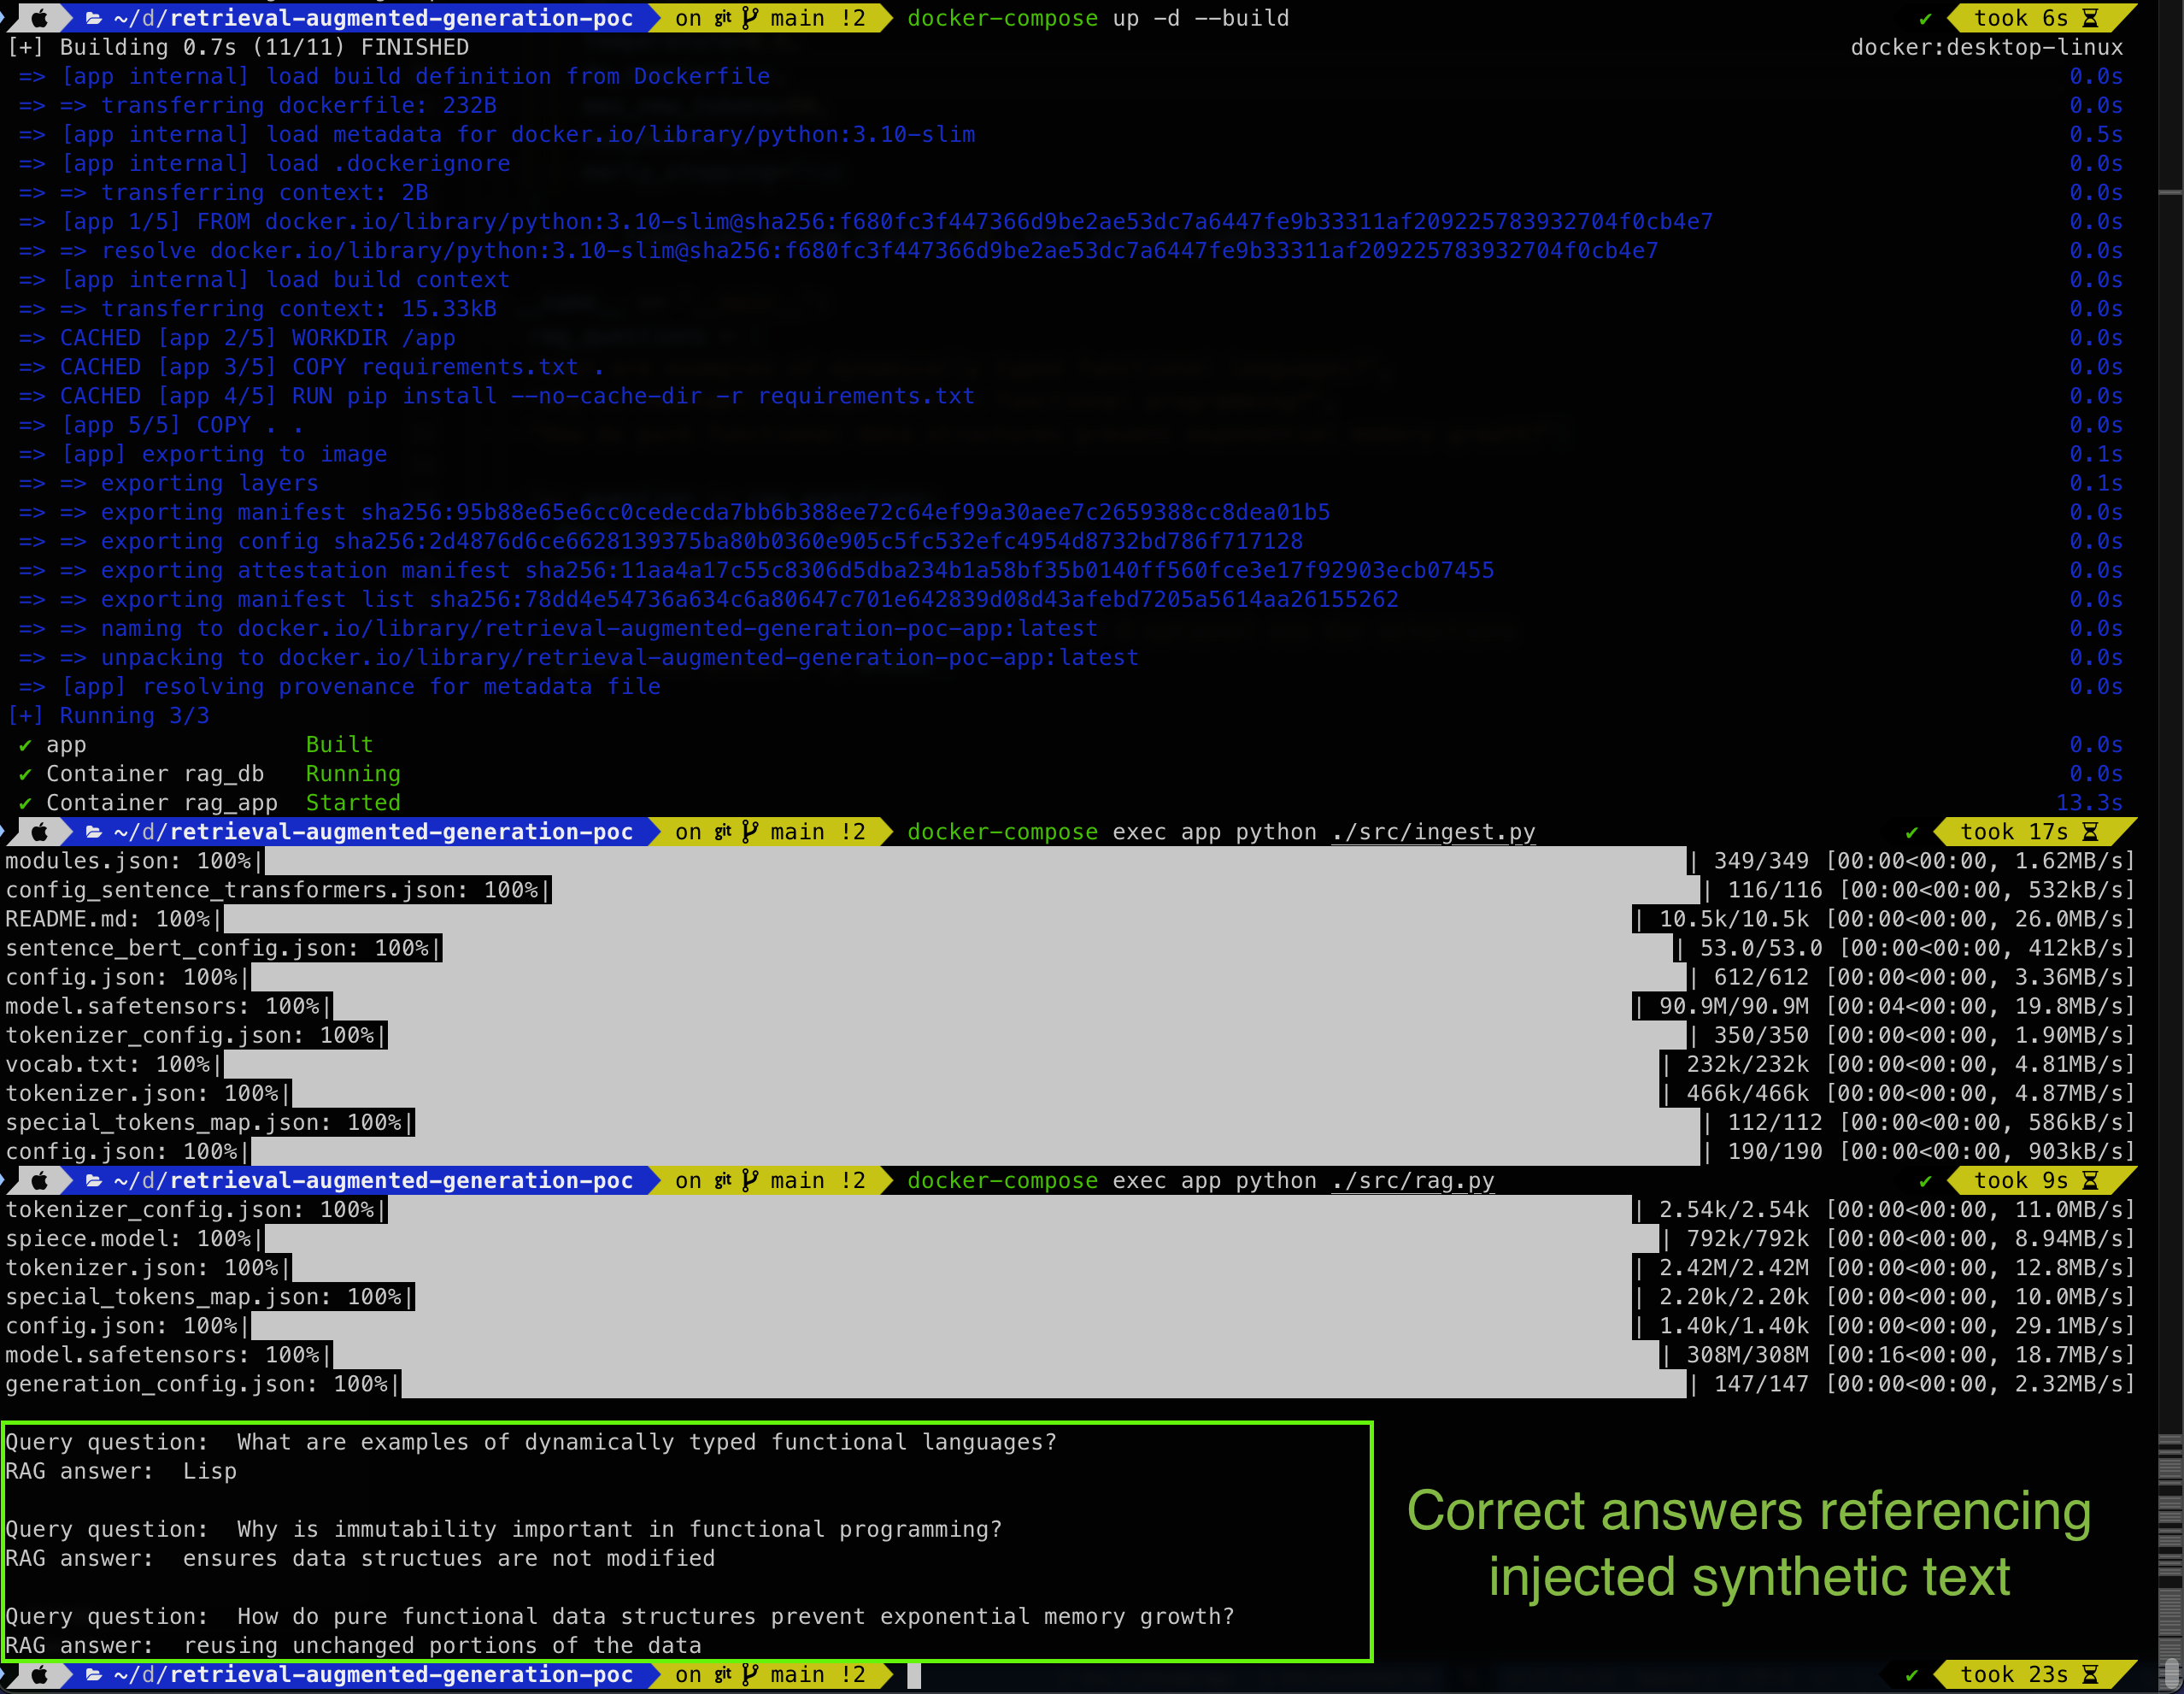 ~/d/retrieval-augmented-generation-poc on git main !2 docker-compose up -d --build ✔ took 6s
[+] Building 0.7s (11/11) FINISHED docker:desktop-linux
=> [app internal] load build definition from Dockerfile 0.0s
=> => transferring dockerfile: 232B 0.0s
=> [app internal] load metadata for docker.io/library/python:3.10-slim 0.5s
=> [app internal] load .dockerignore 0.0s
=> => transferring context: 2B 0.0s
=> [app 1/5] FROM docker.io/library/python:3.10-slim@sha256:f680fc3f447366d9be2ae53dc7a6447fe9b33311af209225783932704f0cb4e7 0.0s
=> => resolve docker.io/library/python:3.10-slim@sha256:f680fc3f447366d9be2ae53dc7a6447fe9b33311af209225783932704f0cb4e7 0.0s
=> [app internal] load build context 0.0s
=> => transferring context: 15.33kB 0.0s
=> CACHED [app 2/5] WORKDIR /app 0.0s
=> CACHED [app 3/5] COPY requirements.txt . 0.0s
=> CACHED [app 4/5] RUN pip install --no-cache-dir -r requirements.txt 0.0s
=> [app 5/5] COPY . . 0.0s
=> [app] exporting to image 0.1s
=> => exporting layers 0.1s
=> => exporting manifest sha256:95b88e65e6cc0cedecda7bb6b388ee72c64ef99a30aee7c2659388cc8dea01b5 0.0s
=> => exporting config sha256:2d4876d6ce6628139375ba80b0360e905c5fc532efc4954d8732bd786f717128 0.0s
=> => exporting attestation manifest sha256:11aa4a17c55c8306d5dba234b1a58bf35b0140ff560fce3e17f92903ecb07455 0.0s
=> => exporting manifest list sha256:78dd4e54736a634c6a80647c701e642839d08d43afebd7205a5614aa26155262 0.0s
=> => naming to docker.io/library/retrieval-augmented-generation-poc-app:latest 0.0s
=> => unpacking to docker.io/library/retrieval-augmented-generation-poc-app:latest 0.0s
=> [app] resolving provenance for metadata file 0.0s
[+] Running 3/3
✔ app Built 0.0s
✔ Container rag_db Running 0.0s
✔ Container rag_app Started 13.3s
~/d/retrieval-augmented-generation-poc on git main !2 docker-compose exec app python ./src/ingest.py ✔ took 17s
modules.json: 100%| | 349/349 [00:00<00:00, 1.62MB/s]
config_sentence_transformers.json: 100%| | 116/116 [00:00<00:00, 532kB/s]
README.md: 100%| | 10.5k/10.5k [00:00<00:00, 26.0MB/s]
sentence_bert_config.json: 100%| | 53.0/53.0 [00:00<00:00, 412kB/s]
config.json: 100%| | 612/612 [00:00<00:00, 3.36MB/s]
model.safetensors: 100%| | 90.9M/90.9M [00:04<00:00, 19.8MB/s]
tokenizer_config.json: 100%| | 350/350 [00:00<00:00, 1.90MB/s]
vocab.txt: 100%| | 232k/232k [00:00<00:00, 4.81MB/s]
tokenizer.json: 100%| | 466k/466k [00:00<00:00, 4.87MB/s]
special_tokens_map.json: 100%| | 112/112 [00:00<00:00, 586kB/s]
config.json: 100%| | 190/190 [00:00<00:00, 903kB/s]
~/d/retrieval-augmented-generation-poc on git main !2 docker-compose exec app python ./src/rag.py ✔ took 9s
tokenizer_config.json: 100%| | 2.54k/2.54k [00:00<00:00, 11.0MB/s]
spiece.model: 100%| | 792k/792k [00:00<00:00, 8.94MB/s]
tokenizer.json: 100%| | 2.42M/2.42M [00:00<00:00, 12.8MB/s]
special_tokens_map.json: 100%| | 2.20k/2.20k [00:00<00:00, 10.0MB/s]
config.json: 100%| | 1.40k/1.40k [00:00<00:00, 29.1MB/s]
model.safetensors: 100%| | 308M/308M [00:16<00:00, 18.7MB/s]
generation_config.json: 100%| | 147/147 [00:00<00:00, 2.32MB/s]
Query question:  What are examples of dynamically typed functional languages?
RAG answer:  Lisp
Query question:  Why is immutability important in functional programming?
RAG answer:  ensures data structues are not modified
Query question:  How do pure functional data structures prevent exponential memory growth?
RAG answer:  reusing unchanged portions of the data
Correct answers referencing
injected synthetic text
~/d/retrieval-augmented-generation-poc on git main !2 ✔ took 23s